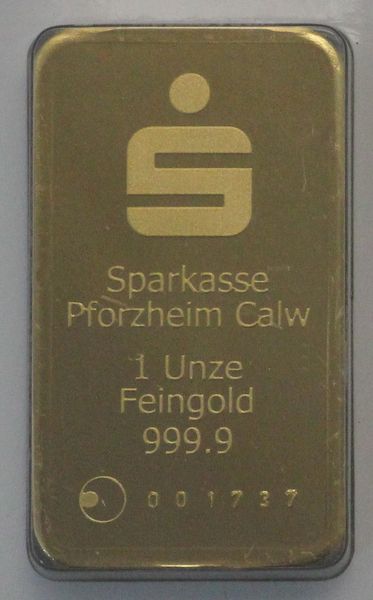 Sparkasse
Pforzheim Calw
1 Unze
Feingold
999.9
001737